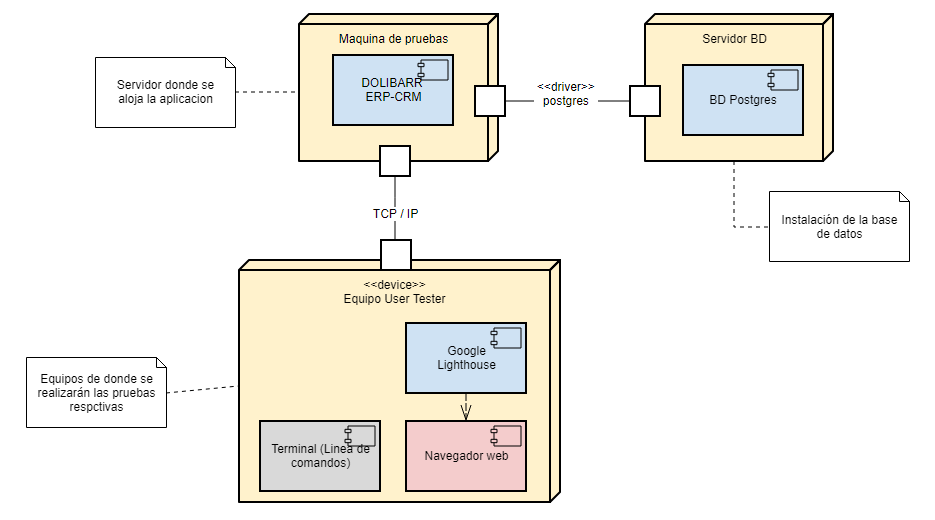 Maquina de pruebas
DOLIBARR
ERP-CRM
Servidor donde se
aloja la aplicacion
<<driver>>
postgres
Servidor BD
BD Postgres
Instalación de la base
de datos
TCP / IP
<<device>>
Equipo User Tester
Google
Lighthouse
Equipos de donde se
realizarán las pruebas
respctivas
Terminal (Linea de
comandos)
Navegador web